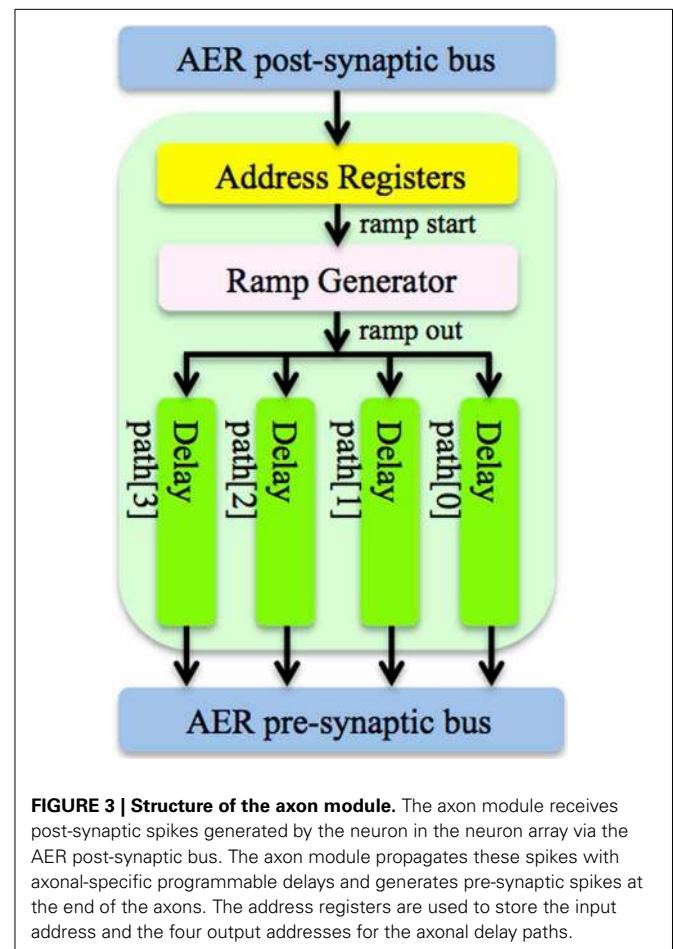 AER post-synaptic bus
Address Registers
ramp start
Ramp Generator
ramp out
Delay
path[3]
Delay
path[2]
Delay
path[1]
Delay
path[0]
AER pre-synaptic bus
FIGURE 3 | Structure of the axon module. The axon module receives
post-synaptic spikes generated by the neuron in the neuron array via the
AER post-synaptic bus. The axon module propagates these spikes with
axonal-specific programmable delays and generates pre-synaptic spikes at
the end of the axons. The address registers are used to store the input
address and the four output addresses for the axonal delay paths.